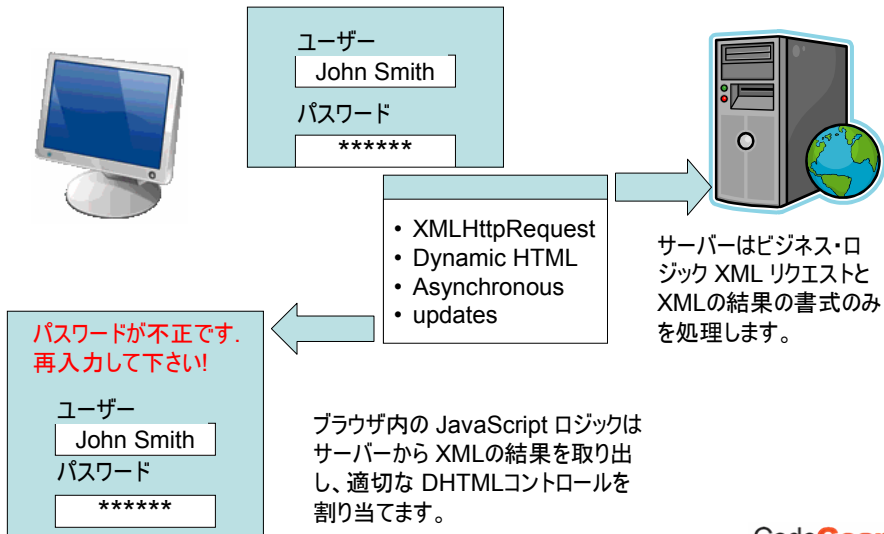 ユーザー
John Smith
パスワード
******
• XMLHttpRequest
• Dynamic HTML
• Asynchronous
• updates
サーバーはビジネス・ロ
ジック XML リクエストと
XMLの結果の書式のみ
を処理します。
パスワードが不正です.
再入力して下さい!
ユーザー
John Smith
パスワード
******
ブラウザ内の JavaScript ロジックは
サーバーから XMLの結果を取り出
し、適切な DHTMLコントロールを
割り当てます。